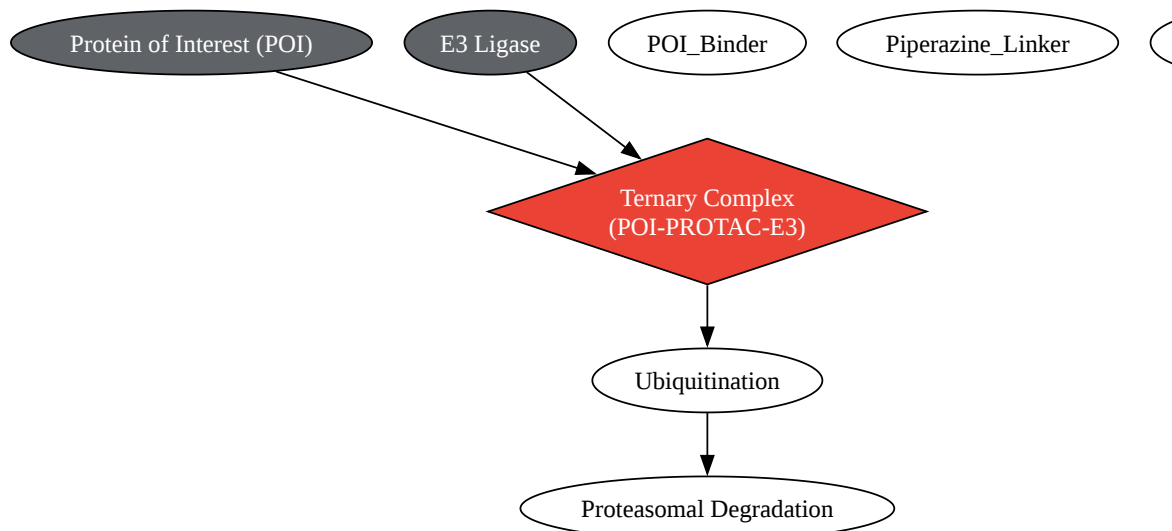 Protein of Interest (POI)
E3 Ligase
POI_Binder
Piperazine_Linker
Ternary Complex
(POI-PROTAC-E3)
Ubiquitination
Proteasomal Degradation